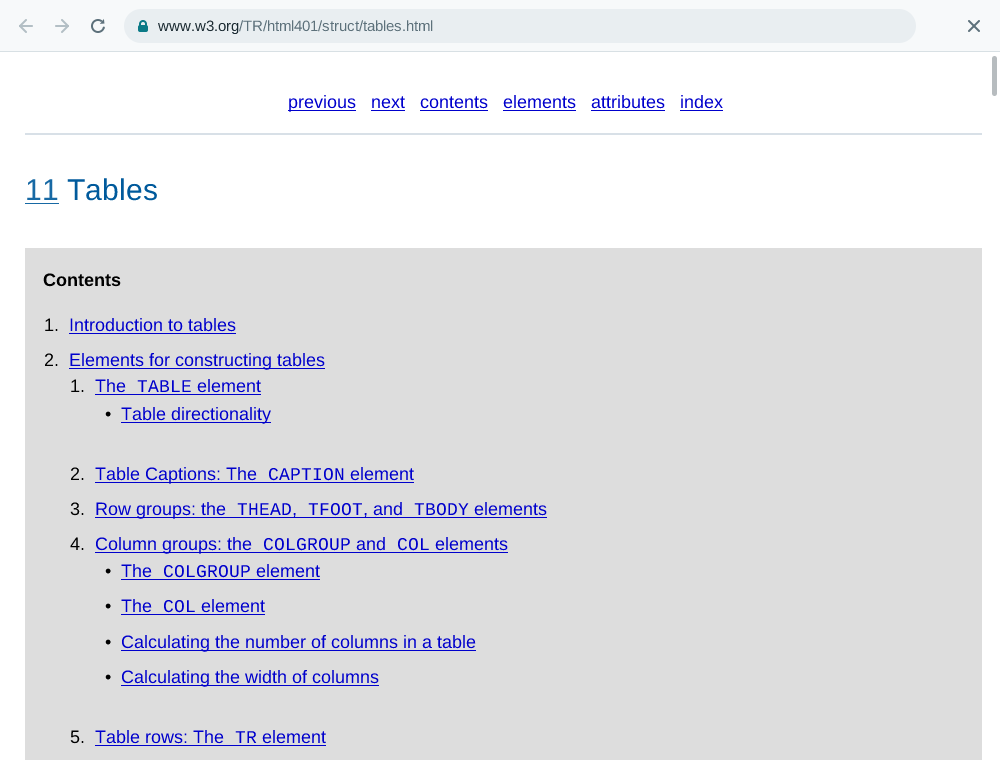 www.w3.org/TR/html401/struct/tables.html
previous next contents elements attributes index
11 Tables
Contents
1. Introduction to tables
2. Elements for constructing tables
1. The TABLE element
• Table directionality
2. Table Captions: The CAPTION element
3. Row groups: the THEAD, TFOOT, and TBODY elements
4. Column groups: the COLGROUP and COL elements
• The COLGROUP element
• The COL element
• Calculating the number of columns in a table
• Calculating the width of columns
5. Table rows: The TR element